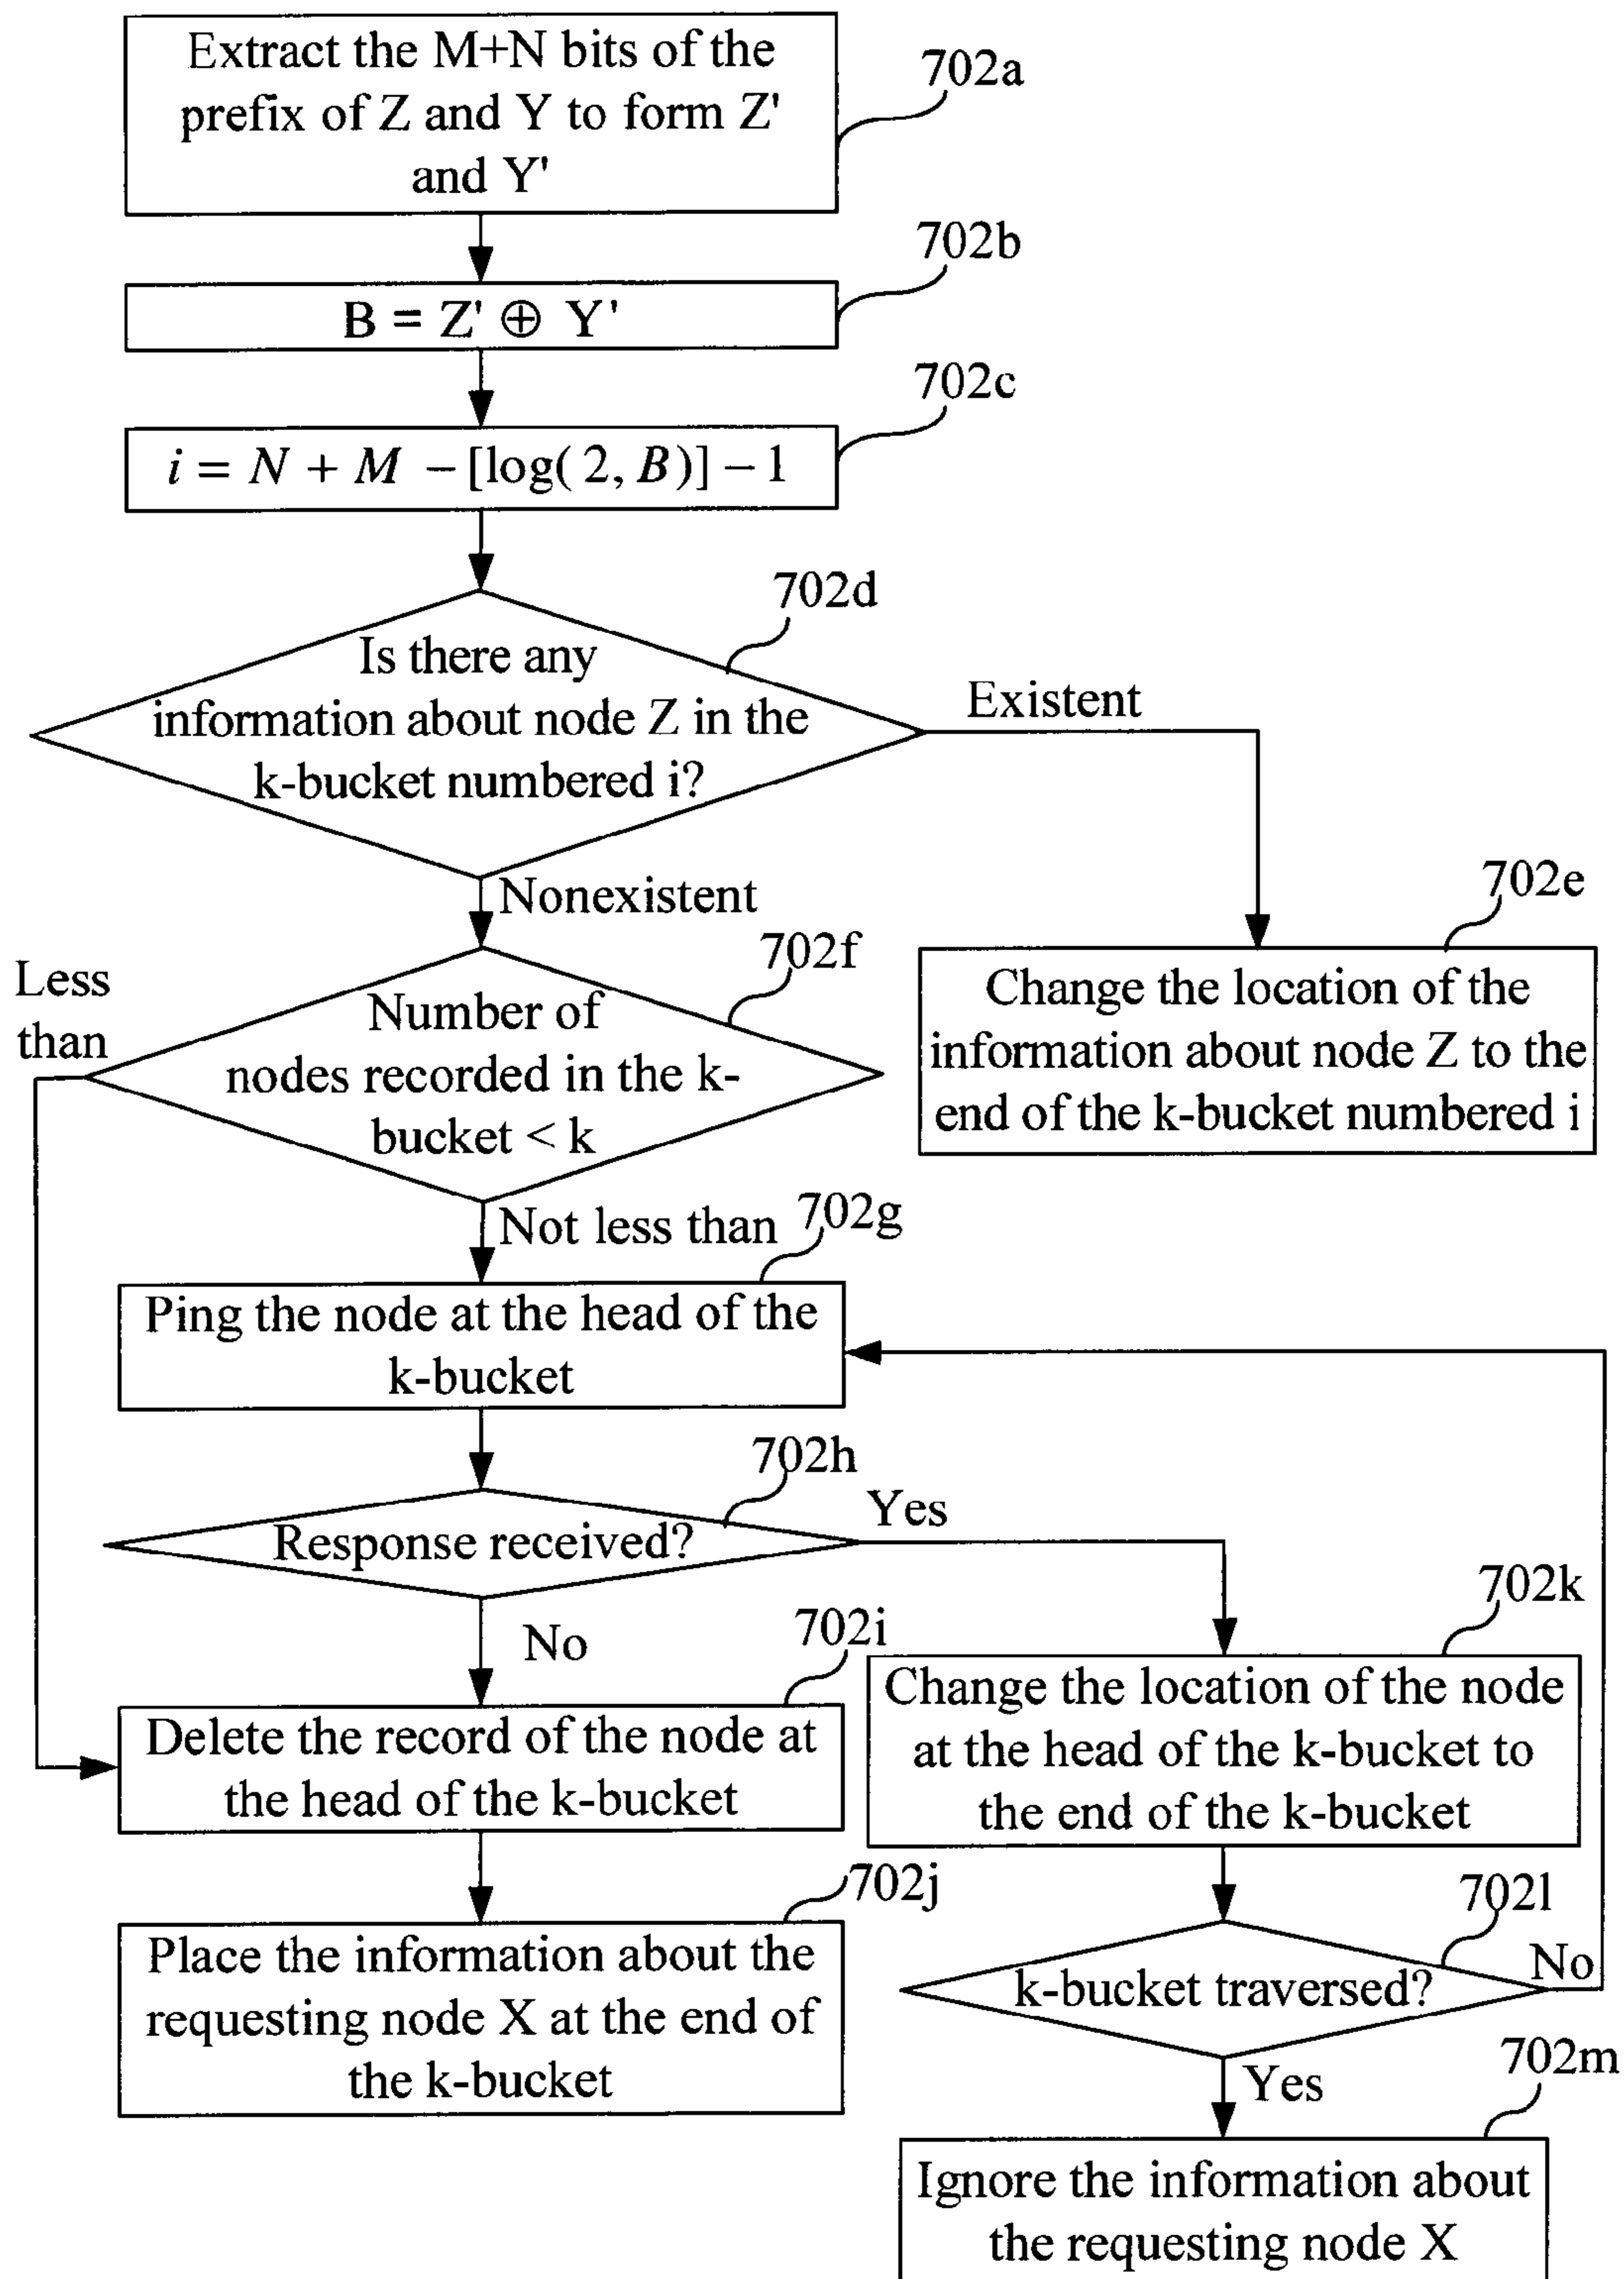 Extract the M+N bits of the
prefix of Z and Y to form Z'
and Y'
702a
B = Z' ⊕ Y'
702b
i = N + M - [log( 2, B )] - 1
702c
Is there any
information about node Z in the
k-bucket numbered i?
702d
Existent
Nonexistent
702e
Change the location of the
information about node Z to the
end of the k-bucket numbered i
Less
than
Number of
nodes recorded in the k-
bucket < k
702f
Not less than
702g
Ping the node at the head of the
k-bucket
702h
Response received?
Yes
No
702i
Delete the record of the node at
the head of the k-bucket
702k
Change the location of the node
at the head of the k-bucket to
the end of the k-bucket
702j
Place the information about the
requesting node X at the end of
the k-bucket
702l
k-bucket traversed?
No
Yes
702m
Ignore the information about
the requesting node X